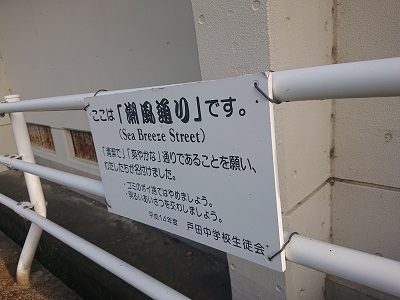 ここは「潮風通り」です。
(Sea Breeze Street)
「清潔で」「爽やかな」通りであることを願い、
わたしたちが名付けました。
・ゴミのポイ捨てはやめましょう。
・明るいあいさつを交わしましょう。
平成14年度 戸田中学校生徒会